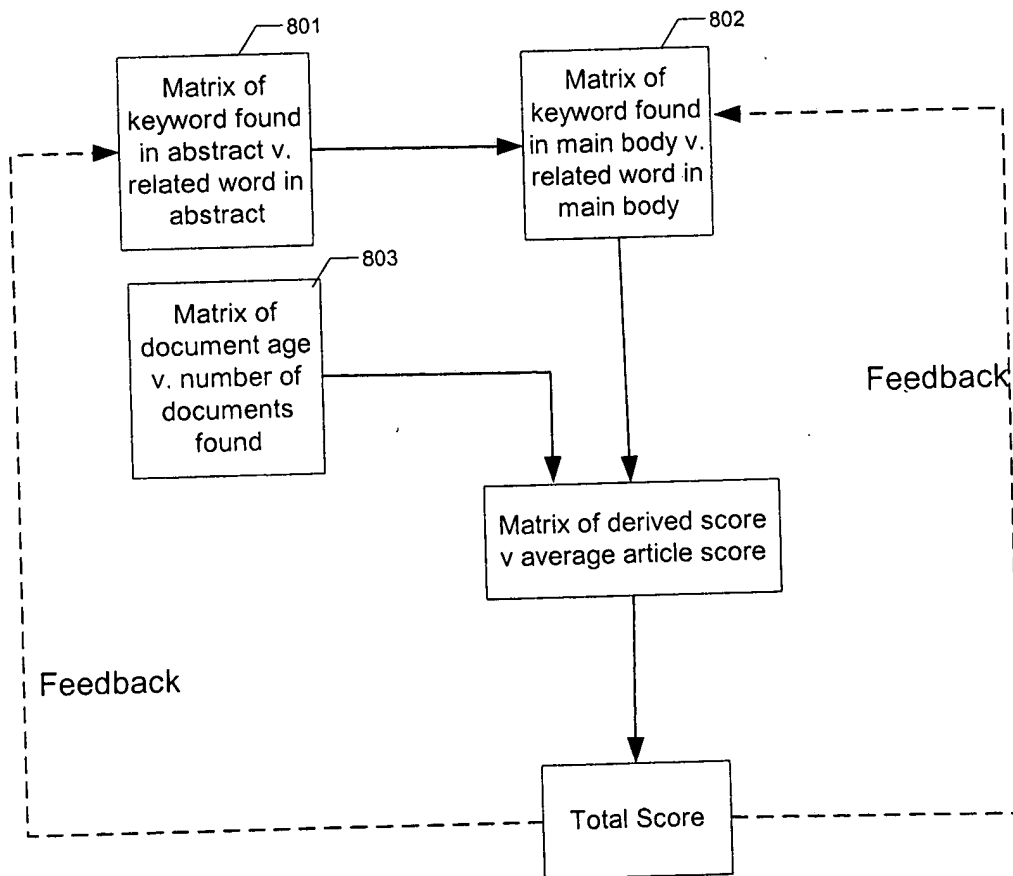 801
Matrix of
keyword found
in abstract v.
related word in
abstract
802
Matrix of
keyword found
in main body v.
related word in
main body
803
Matrix of
document age
v. number of
documents
found
Feedback
Matrix of derived score
v average article score
Feedback
Total Score